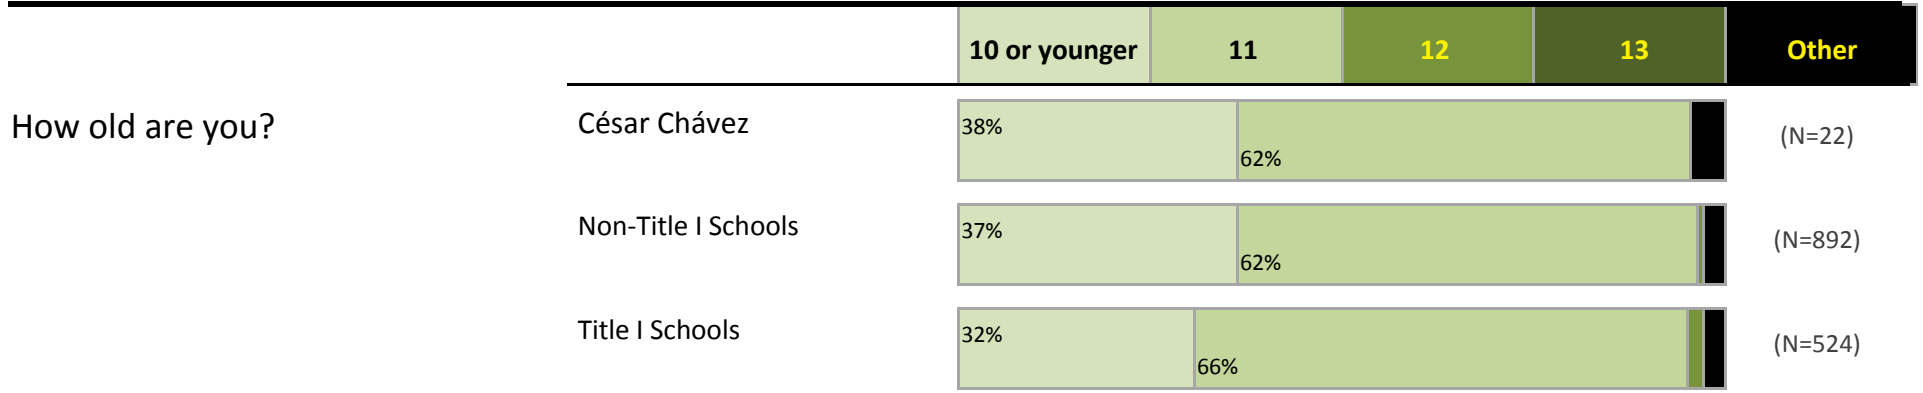 10 or younger 11 12 13 Other
How old are you?
César Chávez
38%
62%
(N=22)
Non-Title I Schools
37%
62%
(N=892)
Title I Schools
32%
66%
(N=524)